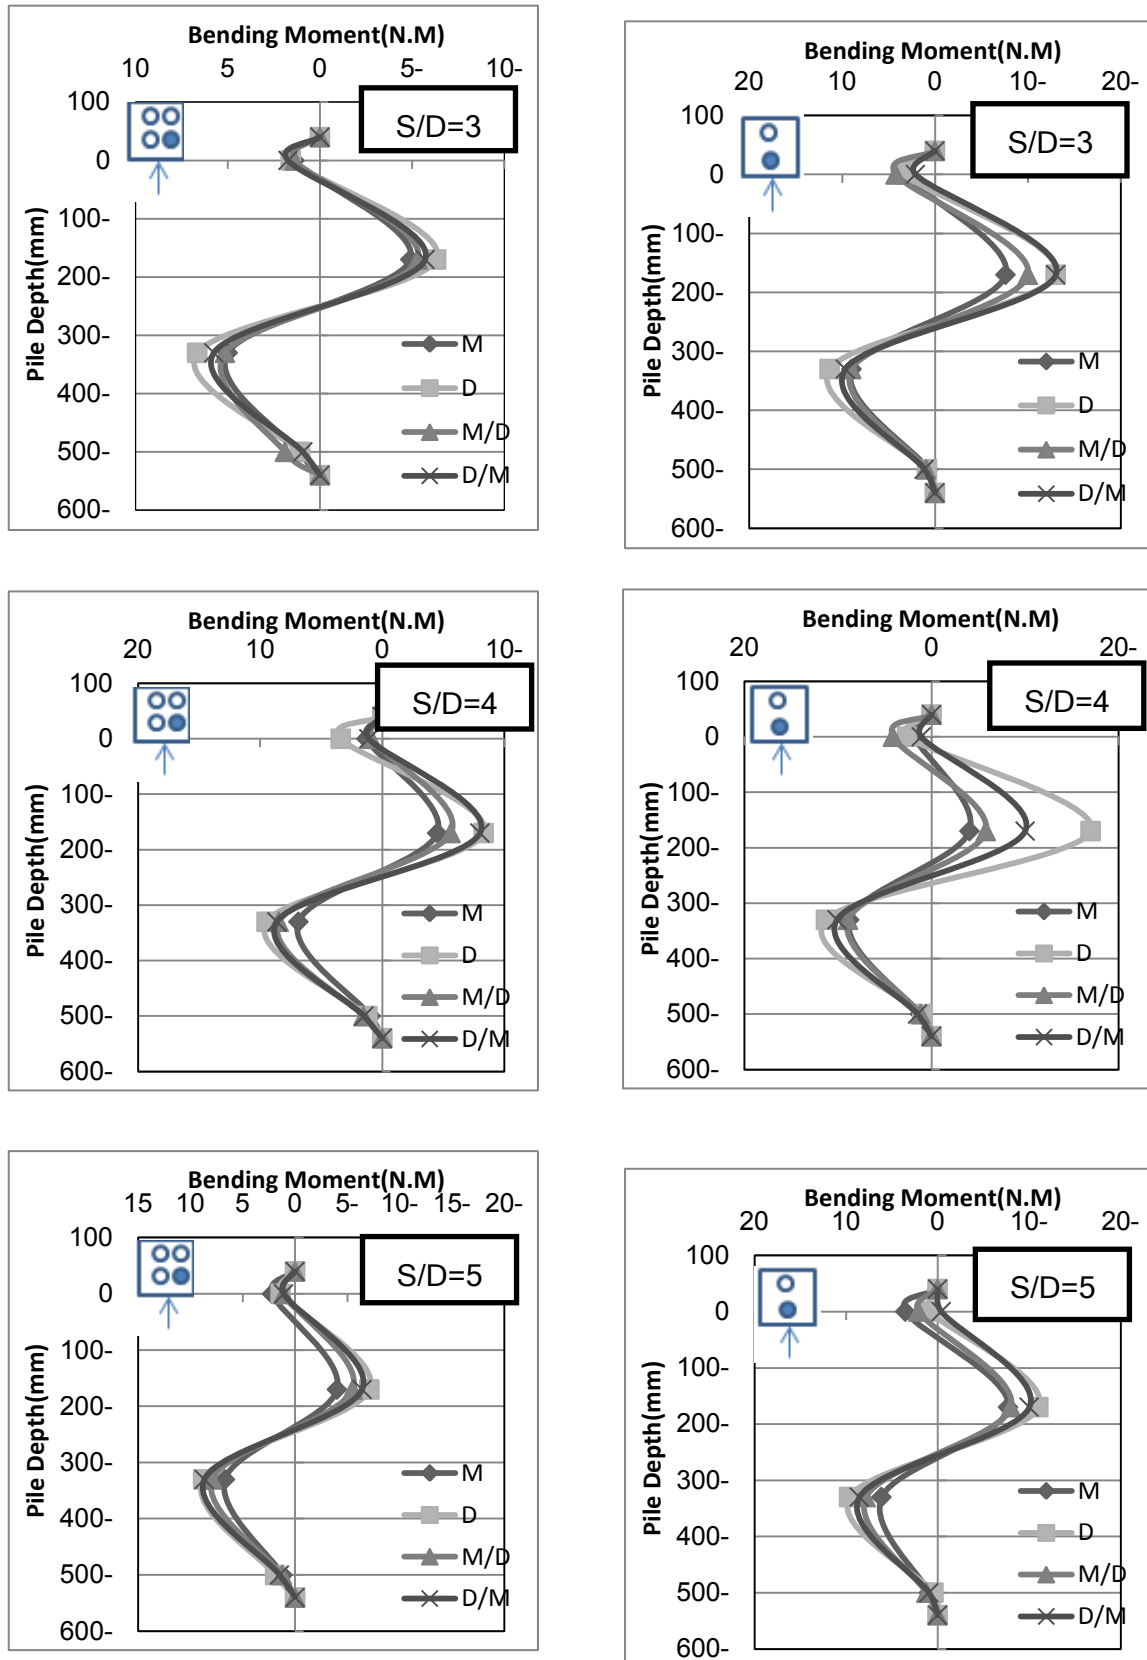 Bending Moment(N.M)
10 5 0 5- 10-
S/D=3
100
0
100-
200-
300-
400-
500-
600-
Pile Depth(mm)
M
D
M/D
D/M
Bending Moment(N.M)
20 10 0 10- 20-
S/D=3
100
0
100-
200-
300-
400-
500-
600-
Pile Depth(mm)
M
D
M/D
D/M
Bending Moment(N.M)
20 10 0 10-
S/D=4
100
0
100-
200-
300-
400-
500-
600-
Pile Depth(mm)
M
D
M/D
D/M
Bending Moment(N.M)
20 0 20-
S/D=4
100
0
100-
200-
300-
400-
500-
600-
Pile Depth(mm)
M
D
M/D
D/M
Bending Moment(N.M)
15 10 5 0 5- 10- 15- 20-
S/D=5
100
0
100-
200-
300-
400-
500-
600-
Pile Depth(mm)
M
D
M/D
D/M
Bending Moment(N.M)
20 10 0 10- 20-
S/D=5
100
0
100-
200-
300-
400-
500-
600-
Pile Depth(mm)
M
D
M/D
D/M